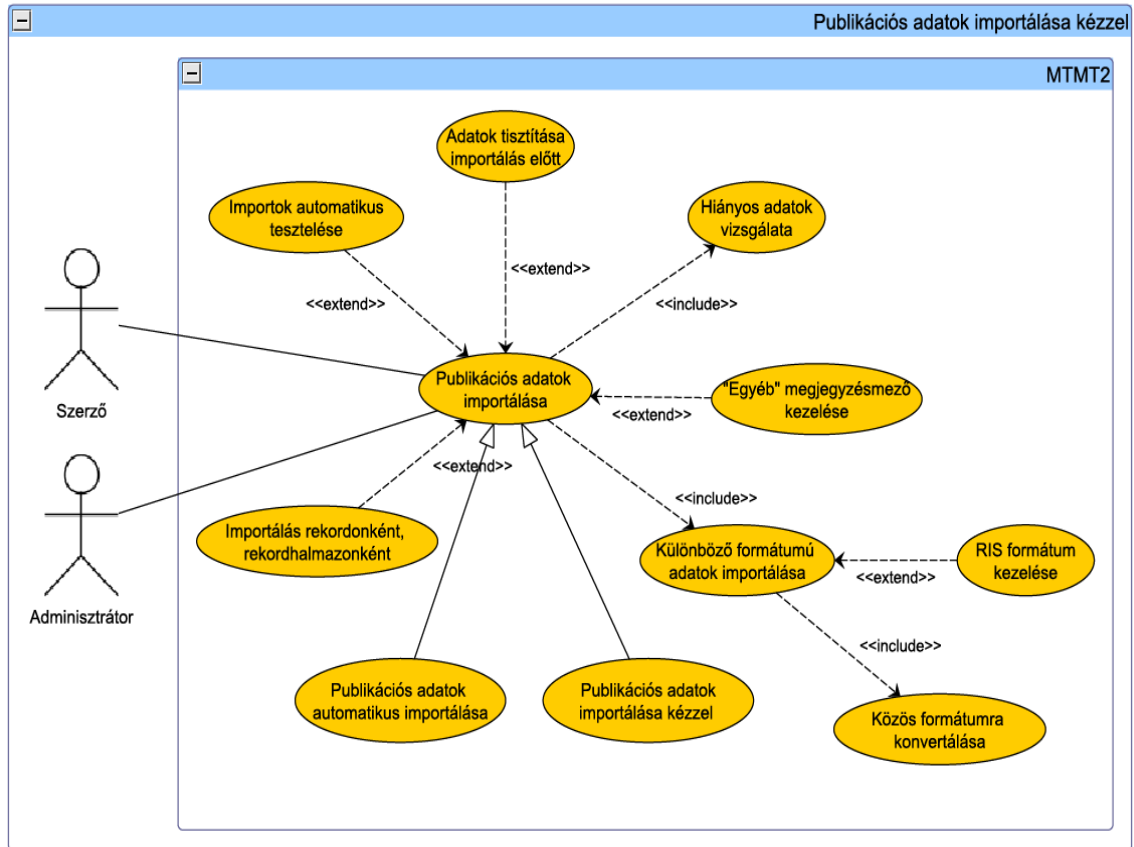 Publikációs adatok importálása kézzel
MTMT2
Adatok tisztítása
importálás előtt
Importok automatikus
tesztelése
Hiányos adatok
vizsgálata
<<extend>>
<<extend>>
<<include>>
Publikációs adatok
importálása
"Egyéb" megjegyzésmező
kezelése
<<extend>>
Szerző
<<extend>>
<<include>>
Importálás rekordonként,
rekordhalmazonként
Különböző formátumú
adatok importálása
RIS formátum
kezelése
<<extend>>
Adminisztrátor
<<include>>
Publikációs adatok
automatikus importálása
Publikációs adatok
importálása kézzel
Közös formátumra
konvertálása